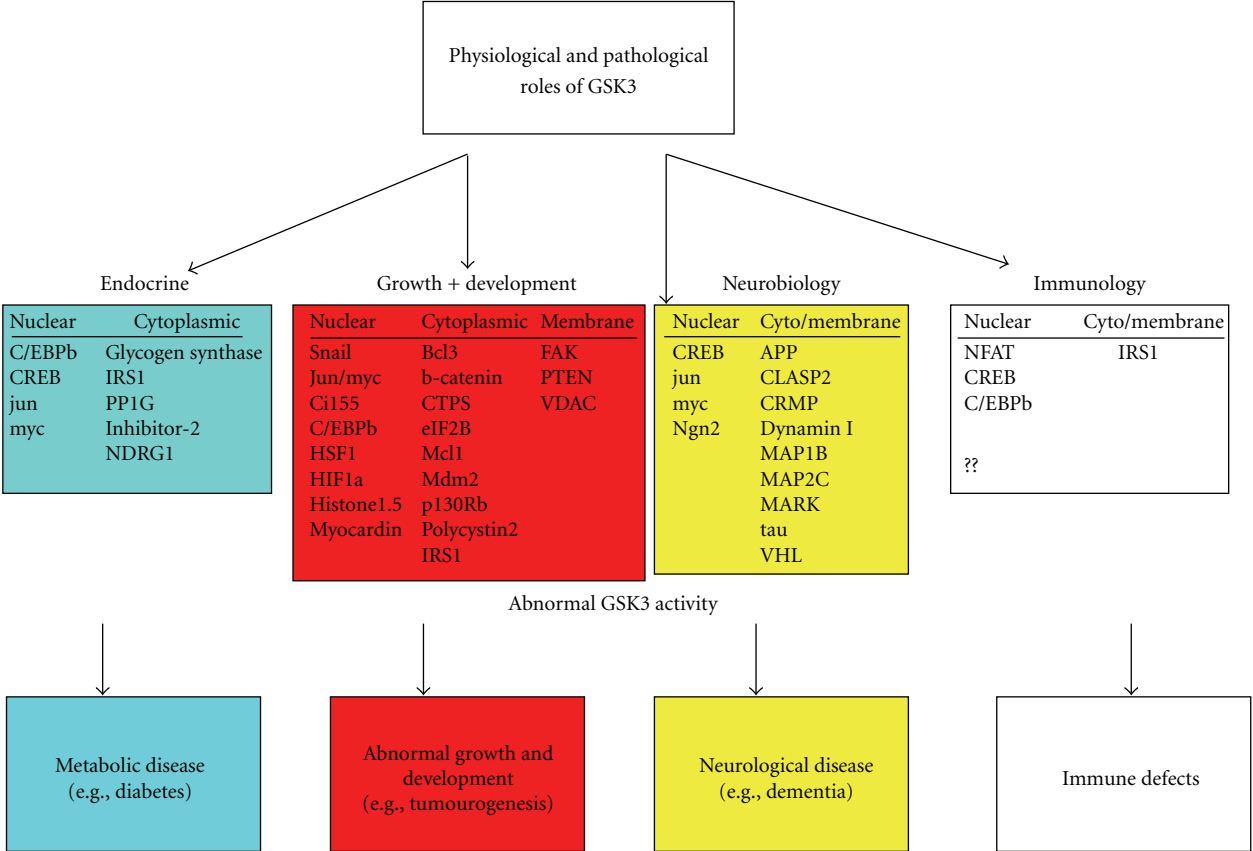 Physiological and pathological
roles of GSK3
Endocrine
Nuclear Cytoplasmic
C/EBPb Glycogen synthase
CREB IRS1
jun PP1G
myc Inhibitor-2
NDRG1
Growth + development
Nuclear Cytoplasmic Membrane
Snail Bcl3 FAK
Jun/myc b-catenin PTEN
Ci155 CTPS VDAC
C/EBPb eIF2B
HSF1 Mcl1
HIF1a Mdm2
Histone1.5 p130Rb
Myocardin Polycystin2
IRS1
Neurobiology
Nuclear Cyto/membrane
CREB APP
jun CLASP2
myc CRMP
Ngn2 Dynamin I
MAP1B
MAP2C
MARK
tau
VHL
Immunology
Nuclear Cyto/membrane
NFAT IRS1
CREB
C/EBPb
??
Abnormal GSK3 activity
Metabolic disease
(e.g., diabetes)
Abnormal growth and
development
(e.g., tumourogenesis)
Neurological disease
(e.g., dementia)
Immune defects